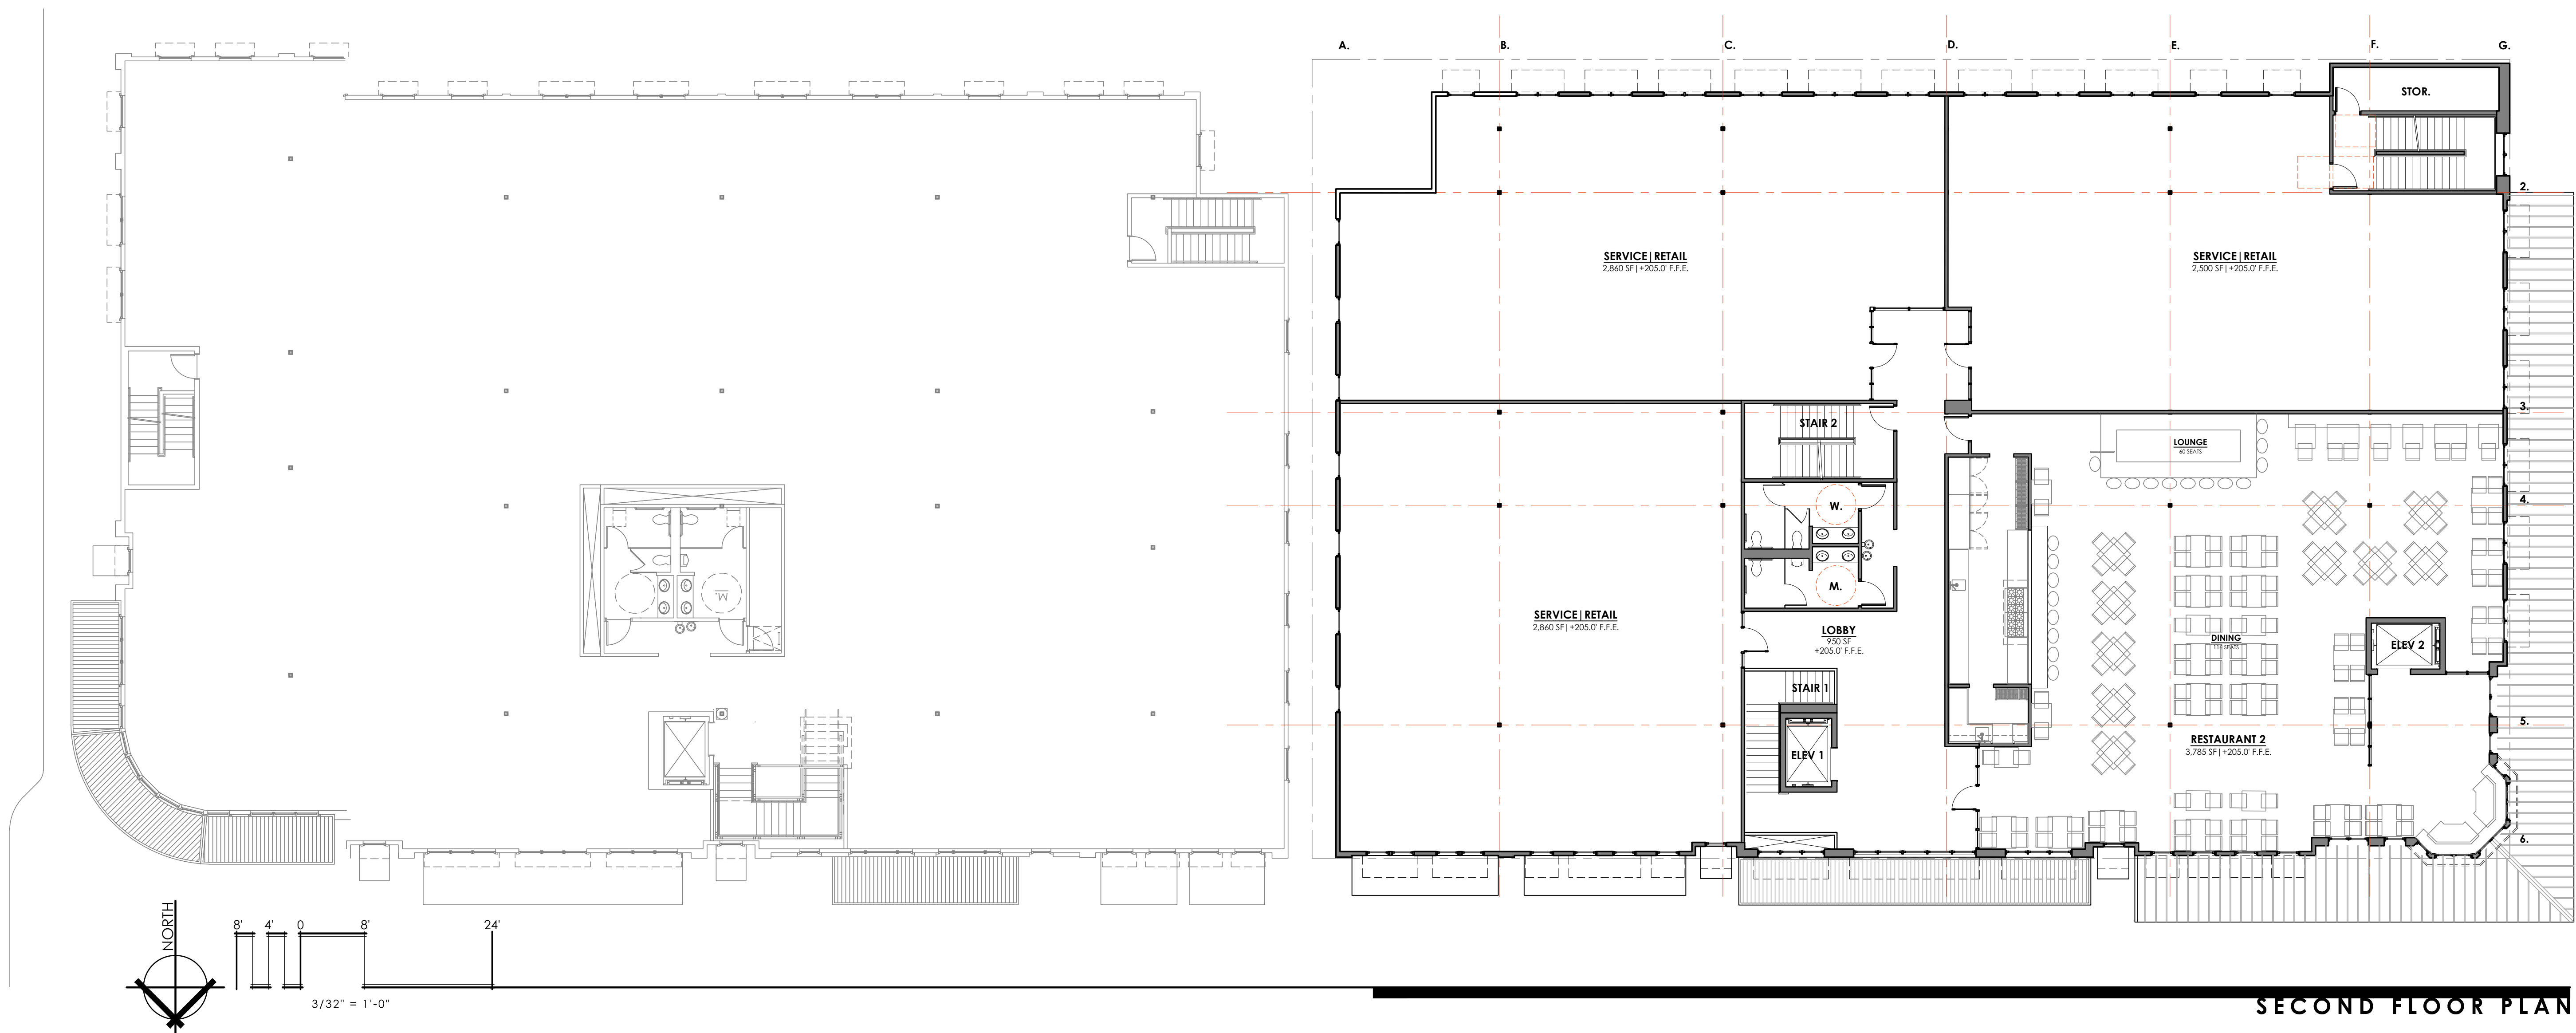 A.
B.
C.
D.
E.
F.
G.
STOR.
2.
SERVICE|RETAIL
2,860 SF | +205.0' F.F.E.
SERVICE|RETAIL
2,500 SF | +205.0' F.F.E.
3.
STAIR 2
LOUNGE
60 SEATS
4.
W.
M.
M.
SERVICE|RETAIL
2,860 SF | +205.0' F.F.E.
LOBBY
950 SF
+205.0' F.F.E.
DINING
SEATS
ELEV 2
STAIR 1
5.
RESTAURANT 2
3,785 SF | +205.0' F.F.E.
ELEV 1
6.
NORTH
8' 4' 0 8' 24'
3/32" = 1'-0"
SECOND FLOOR PLAN